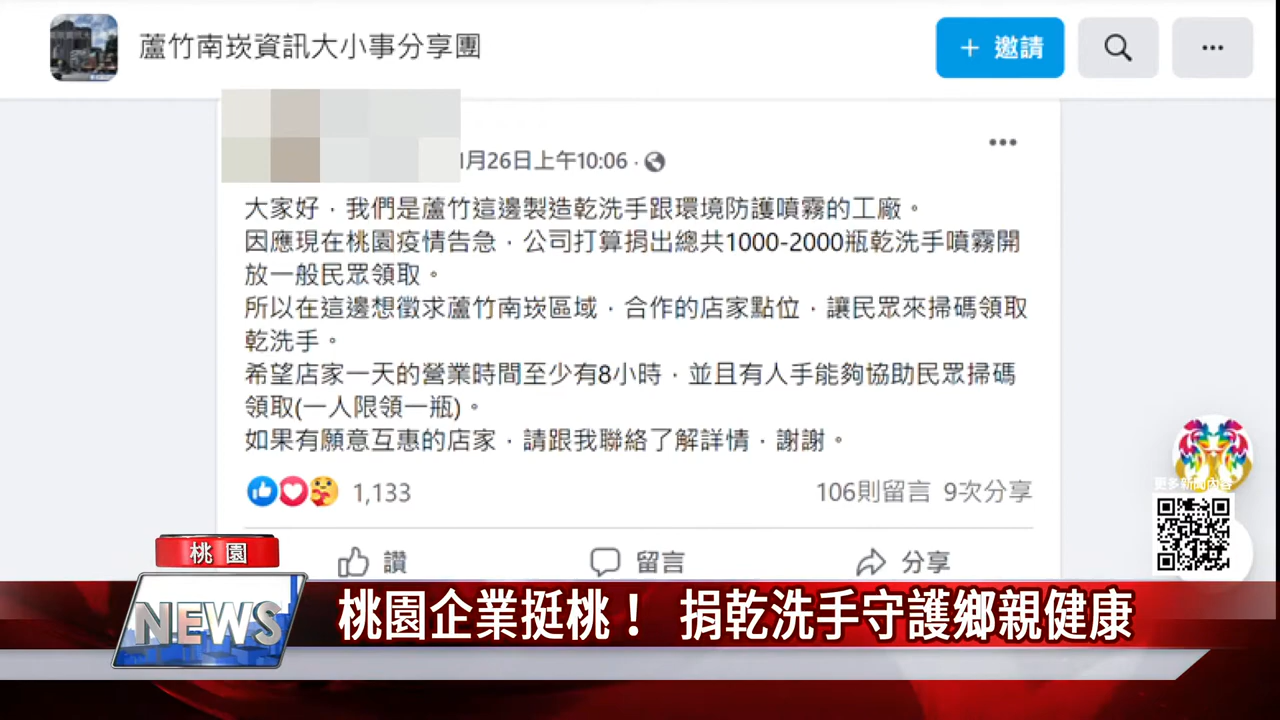 蘆竹南崁資訊大小事分享團
+ 邀請
1月26日上午10:06
大家好，我們是蘆竹這邊製造乾洗手跟環境防護噴霧的工廠。
因應現在桃園疫情告急，公司打算捐出總共1000-2000瓶乾洗手噴霧開
放一般民眾領取。
所以在這邊想徵求蘆竹南崁區域，合作的店家點位，讓民眾來掃碼領取
乾洗手。
希望店家一天的營業時間至少有8小時，並且有人手能夠協助民眾掃碼
領取(一人限領一瓶)。
如果有願意互惠的店家，請跟我聯絡了解詳情，謝謝。
1,133
106則留言 9次分享
讚
留言
分享
更多新聞內容
桃園
NEWS
桃園企業挺桃！ 捐乾洗手守護鄉親健康